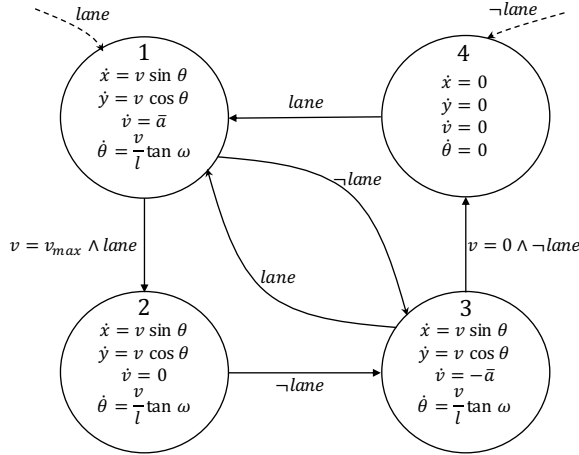 lane
¬lane
1
ẋ = v sin θ
ẏ = v cos θ
v̇ = ā
θ̇ = v/l tan ω
4
ẋ = 0
ẏ = 0
v̇ = 0
θ̇ = 0
lane
¬lane
lane
v = vₘₐₓ ∧ lane
v = 0 ∧ ¬lane
2
ẋ = v sin θ
ẏ = v cos θ
v̇ = 0
θ̇ = v/l tan ω
¬lane
3
ẋ = v sin θ
ẏ = v cos θ
v̇ = −ā
θ̇ = v/l tan ω